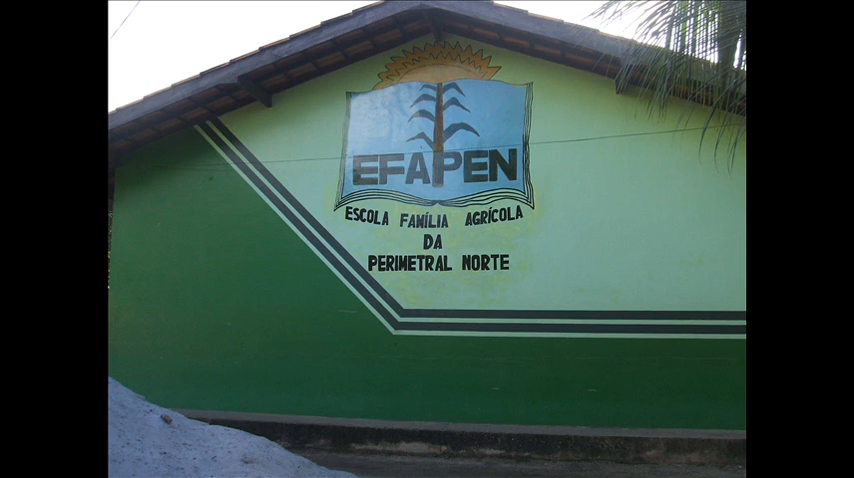 EFAPEN
ESCOLA FAMÍLIA AGRÍCOLA
DA
PERIMETRAL NORTE